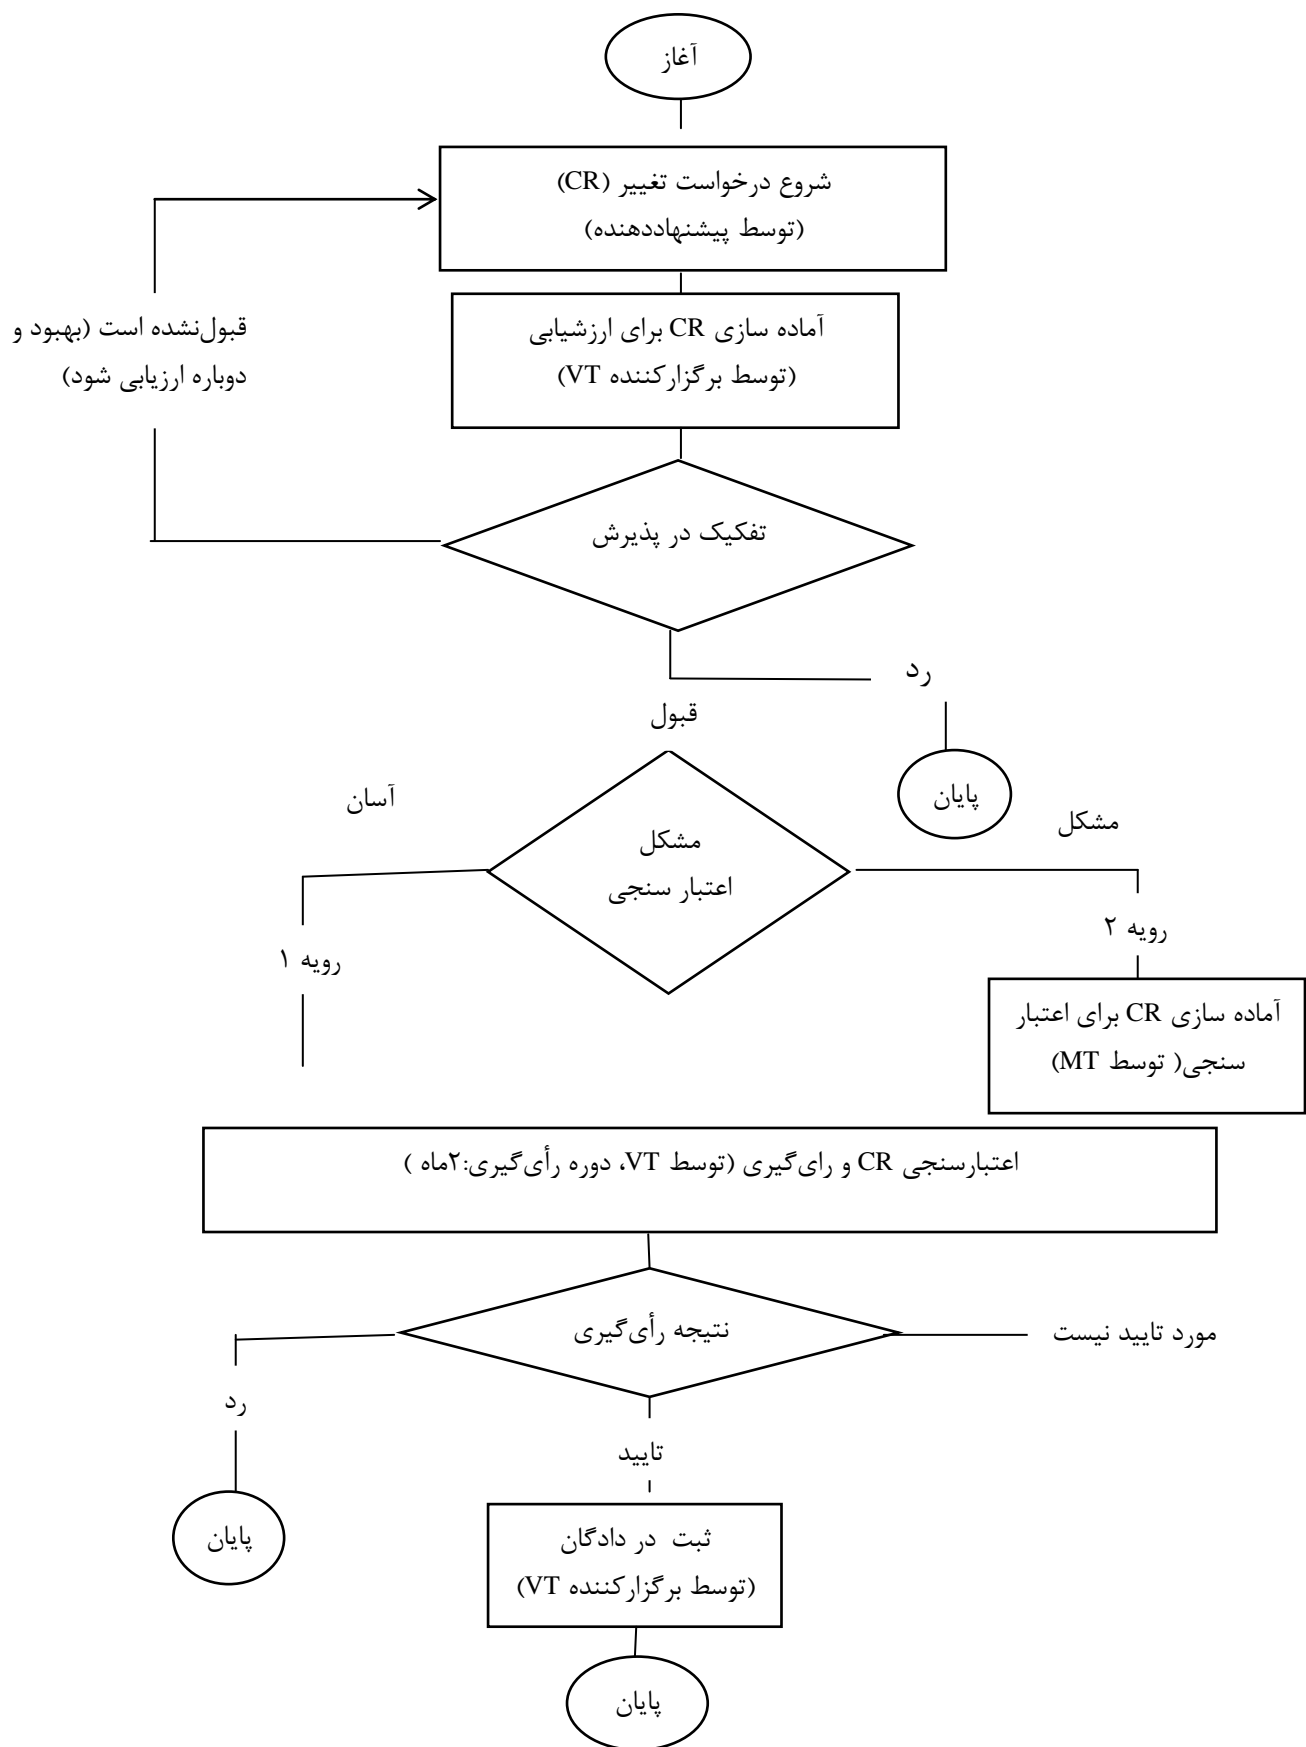 آغاز
شروع درخواست تغییر (CR)
(توسط پیشنهاددهنده)
قبول‌نشده است (بهبود و
دوباره ارزیابی شود)
آماده سازی CR برای ارزشیابی
(توسط برگزارکننده VT)
تفکیک در پذیرش
رد
قبول
پایان
آسان
مشکل
مشکل
اعتبار سنجی
رویه ۲
رویه ۱
آماده سازی CR برای اعتبار
سنجی( توسط MT)
اعتبارسنجی CR و رای‌گیری (توسط VT، دوره رأی‌گیری:۲ماه )
نتیجه رأی‌گیری
مورد تایید نیست
رد
تایید
پایان
ثبت در دادگان
(توسط برگزارکننده VT)
پایان